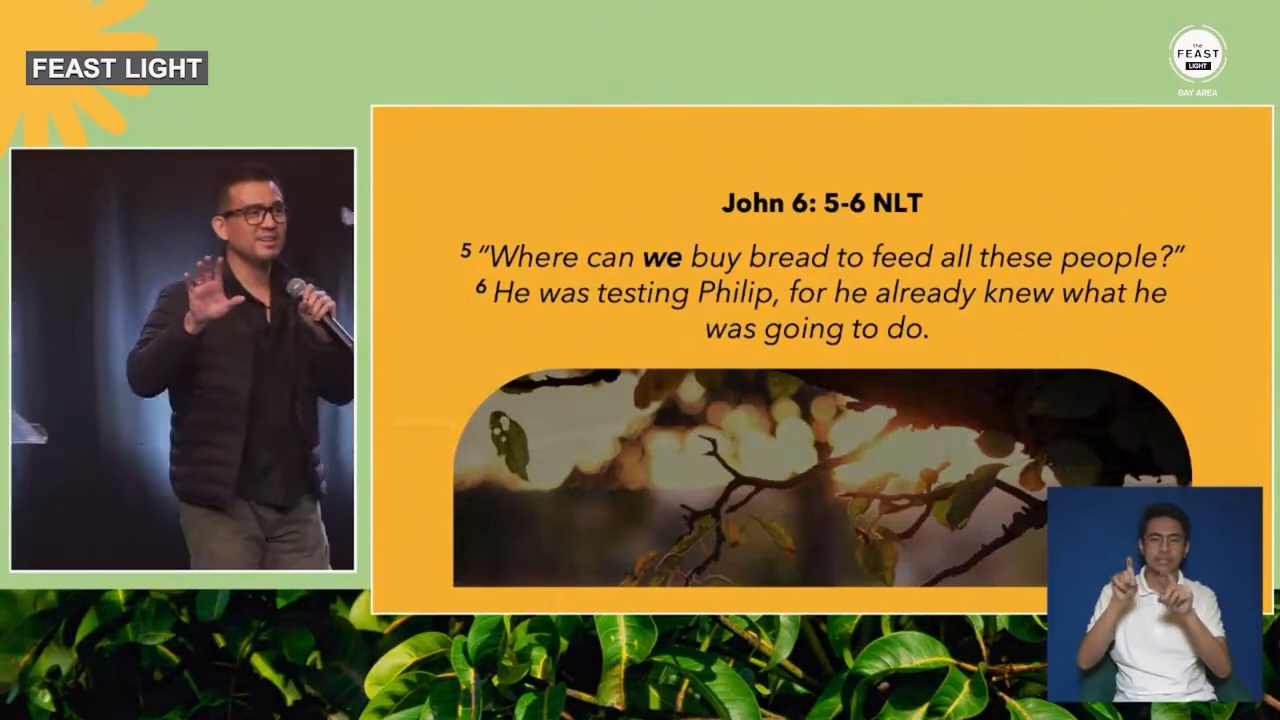 FEAST LIGHT
the
FEAST
LIGHT
BAY AREA
John 6: 5-6 NLT
5 “Where can we buy bread to feed all these people?”
6 He was testing Philip, for he already knew what he
was going to do.